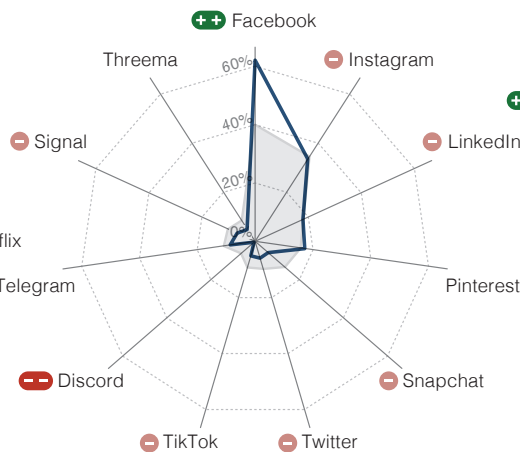 ++ Facebook
Threema
− Instagram
60%
40%
− Signal
− LinkedIn
20%
0%
flix
Telegram
Pinterest
−− Discord
− Snapchat
− TikTok
− Twitter